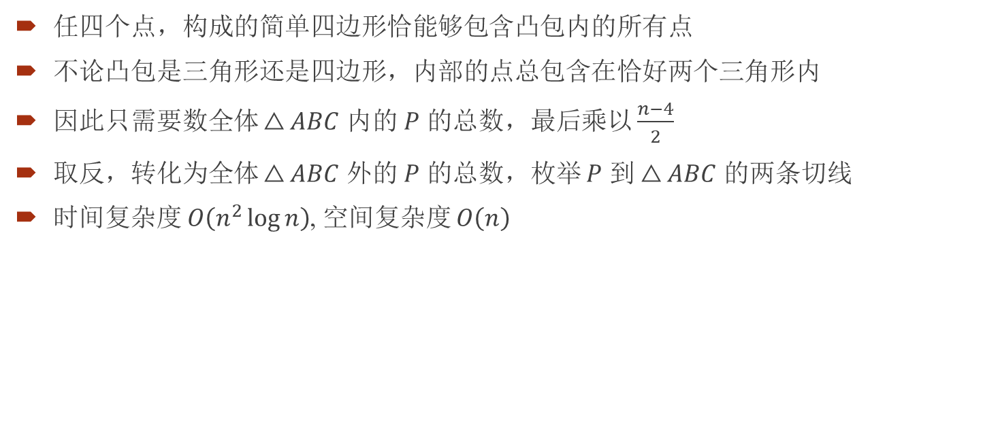 任四个点，构成的简单四边形恰能够包含凸包内的所有点
不论凸包是三角形还是四边形，内部的点总包含在恰好两个三角形内
因此只需要数全体 △ ABC 内的 P 的总数，最后乘以 \frac{n−4}{2}
取反，转化为全体 △ ABC 外的 P 的总数，枚举 P 到 △ ABC 的两条切线
时间复杂度 O(n² log n), 空间复杂度 O(n)